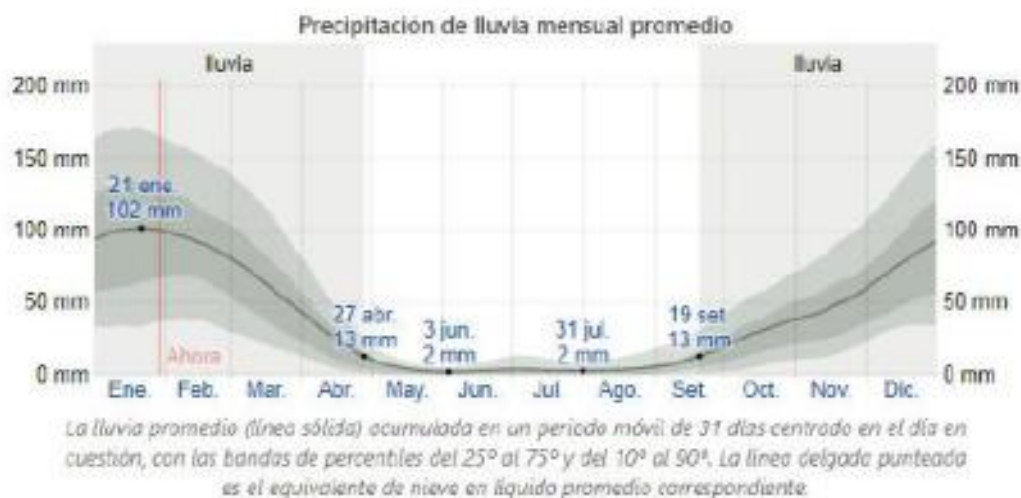 Precipitación de lluvia mensual promedio
lluvia lluvia
200 mm 200 mm
150 mm 150 mm
21 ene.
102 mm
100 mm 100 mm
50 mm 50 mm
27 abr.
13 mm
3 jun.
2 mm
31 jul.
2 mm
19 set.
13 mm
Ahora
0 mm 0 mm
Ene. Feb. Mar. Abr. May. Jun. Jul. Ago. Set. Oct. Nov. Dic.
La lluvia promedio (línea sólida) acumulada en un periodo móvil de 31 días centrado en el día en
cuestión, con las bandas de percentiles del 25º al 75º y del 10º al 90º. La línea delgada punteada
es el equivalente de nieve en líquido promedio correspondiente.